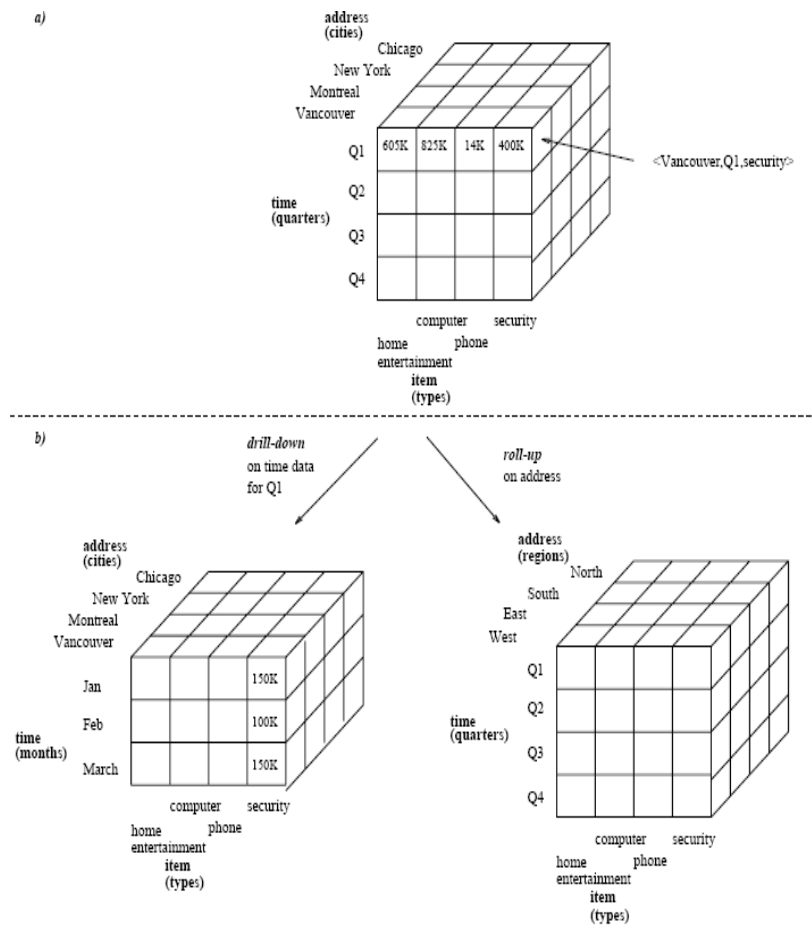 a)
address
(cities)
Chicago
New York
Montreal
Vancouver
Q1
605K 825K 14K 400K
<Vancouver,Q1,security>
Q2
time
(quarters)
Q3
Q4
computer security
home phone
entertainment
item
(types)
b)
drill-down
on time data
for Q1
roll-up
on address
address
(cities)
Chicago
New York
Montreal
Vancouver
Jan
150K
Feb
100K
time
(months)
March
150K
computer security
home phone
entertainment
item
(types)
address
(regions)
North
South
East
West
Q1
Q2
time
(quarters)
Q3
Q4
computer security
home phone
entertainment
item
(types)